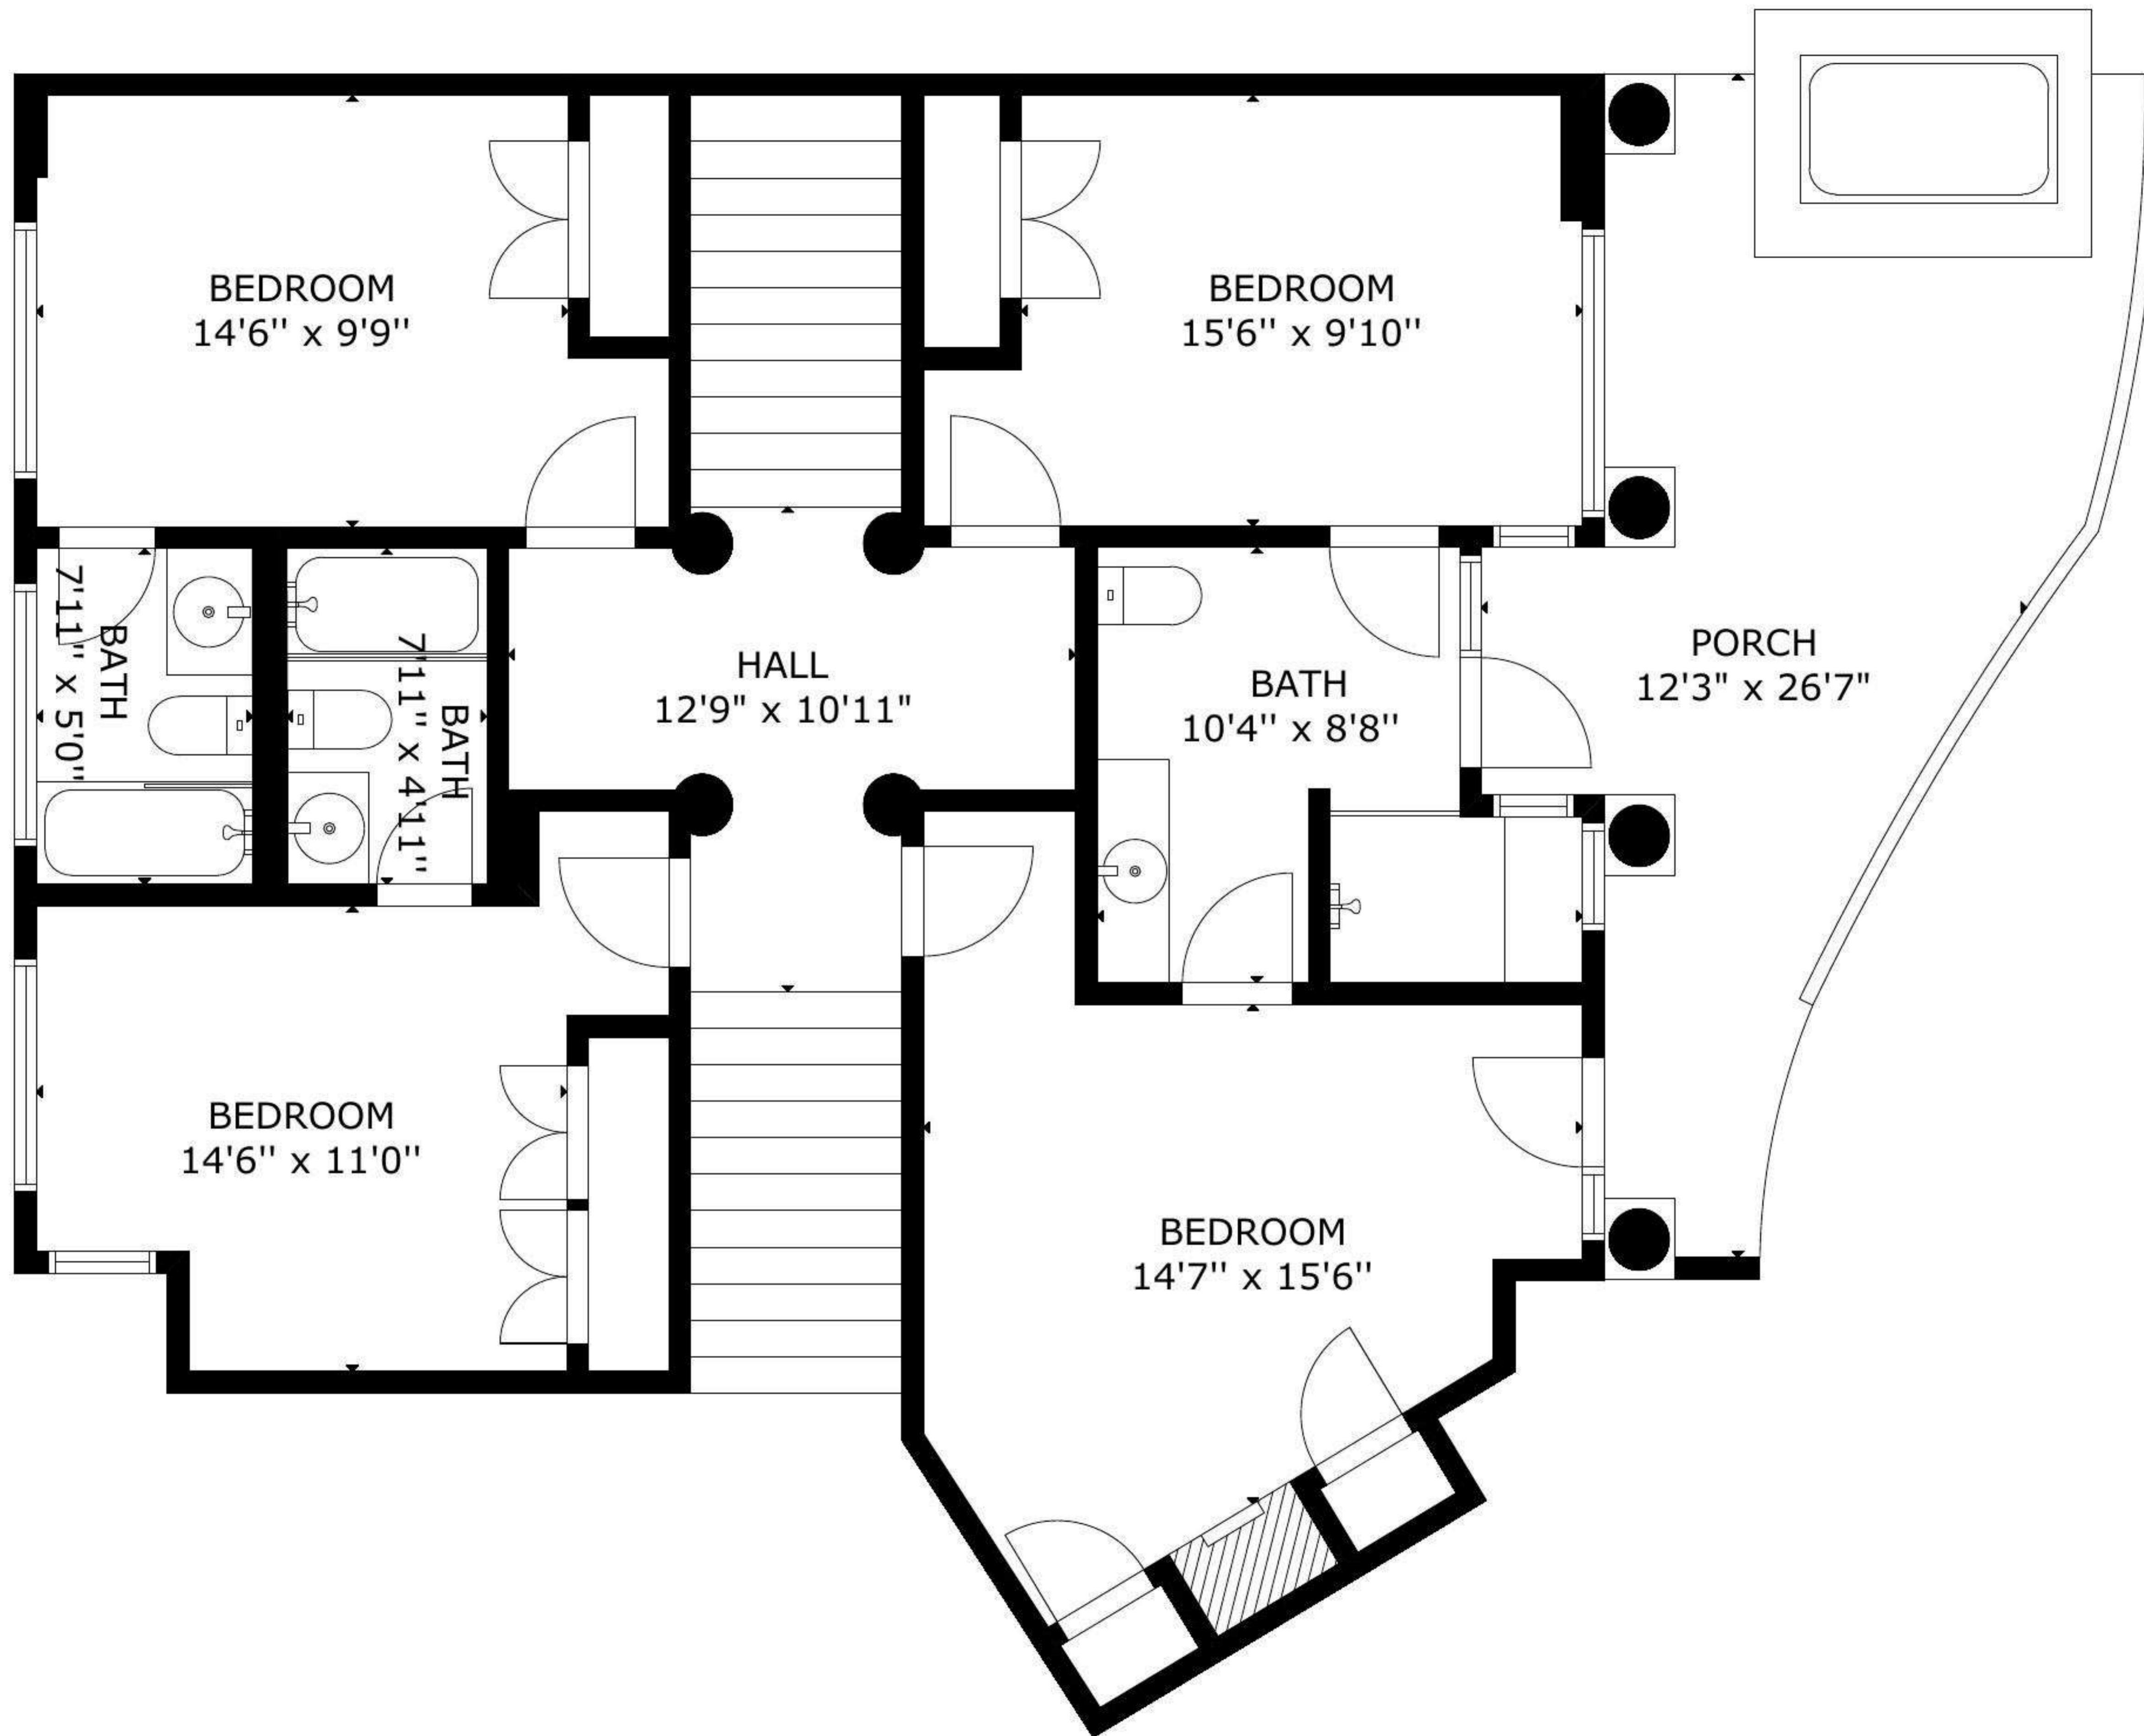 BEDROOM
14'6'' x 9'9''
BEDROOM
15'6'' x 9'10''
BATH
7'11'' x 5'0''
BATH
7'11'' x 4'11''
HALL
12'9" x 10'11"
BATH
10'4'' x 8'8''
PORCH
12'3" x 26'7"
BEDROOM
14'6'' x 11'0''
BEDROOM
14'7'' x 15'6''